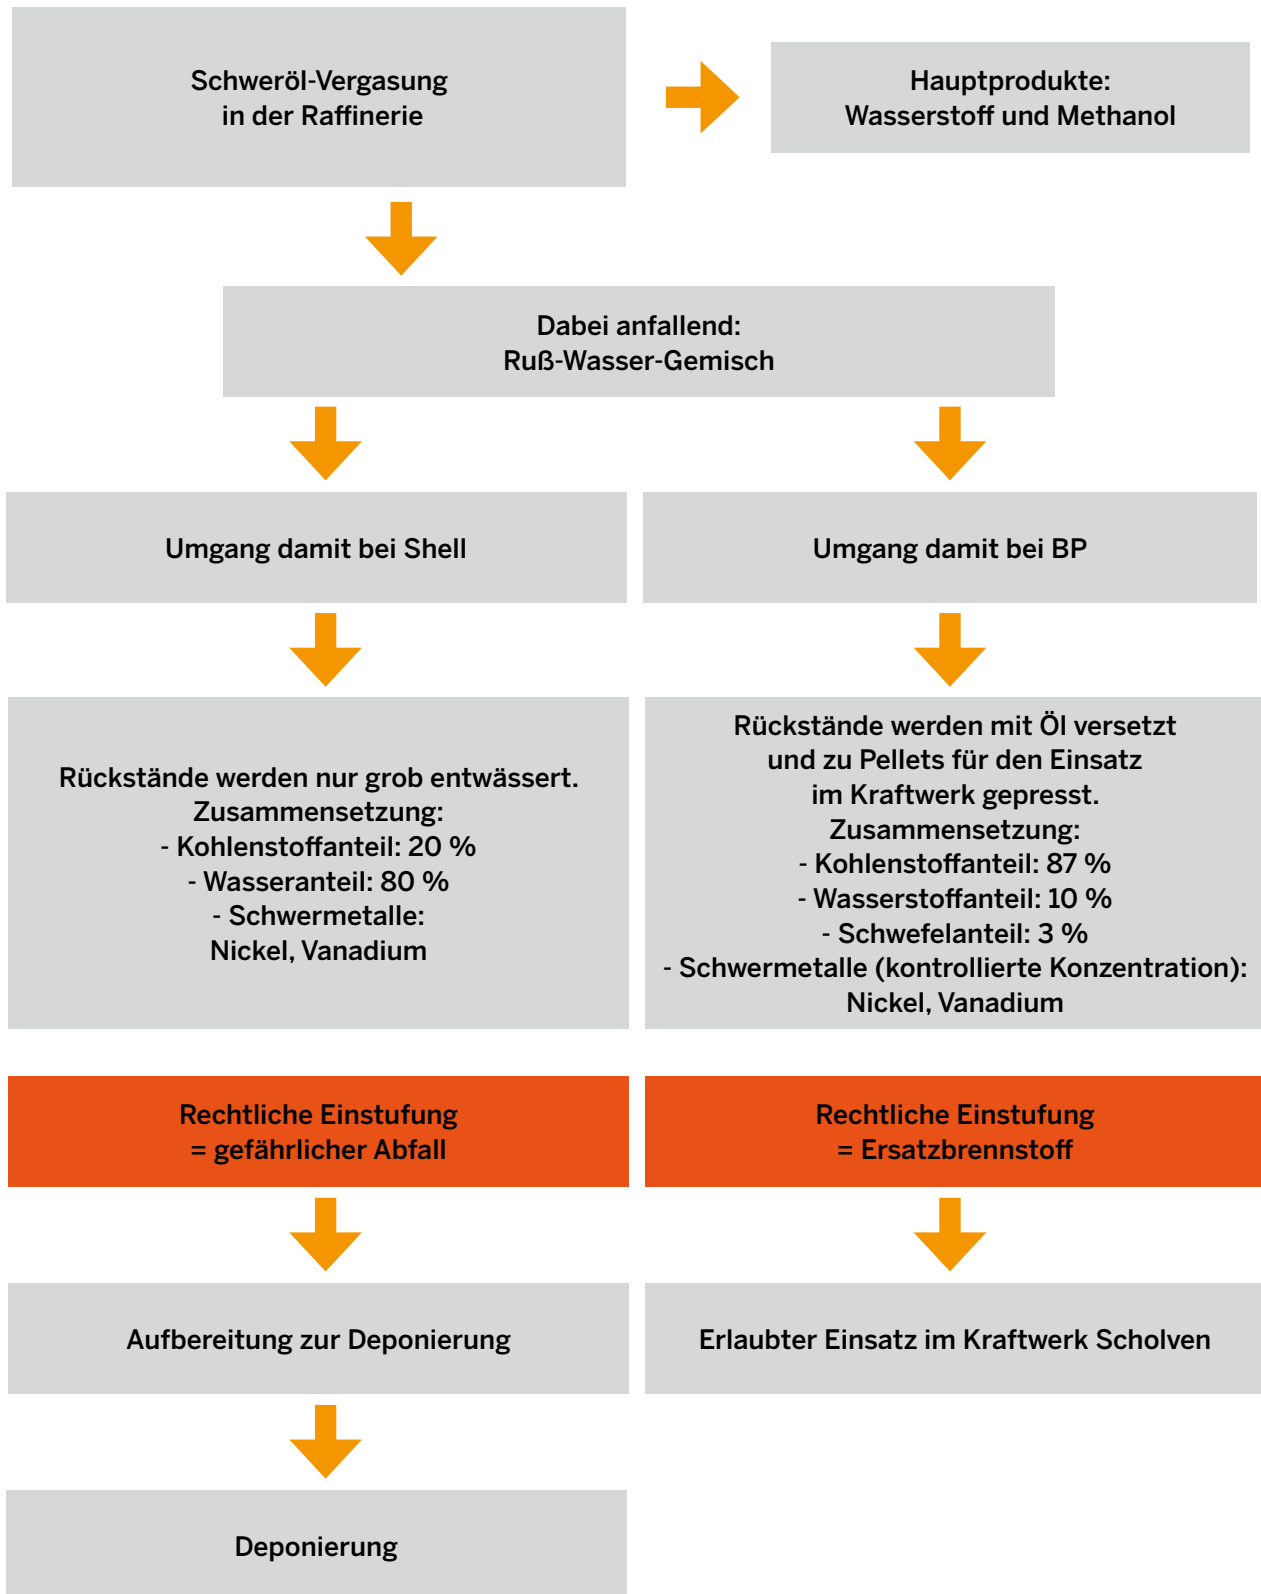 Schweröl-Vergasung
in der Raffinerie
Hauptprodukte:
Wasserstoff und Methanol
Dabei anfallend:
Ruß-Wasser-Gemisch
Umgang damit bei Shell
Umgang damit bei BP
Rückstände werden nur grob entwässert.
Zusammensetzung:
- Kohlenstoffanteil: 20 %
- Wasseranteil: 80 %
- Schwermetalle:
Nickel, Vanadium
Rückstände werden mit Öl versetzt
und zu Pellets für den Einsatz
im Kraftwerk gepresst.
Zusammensetzung:
- Kohlenstoffanteil: 87 %
- Wasserstoffanteil: 10 %
- Schwefelanteil: 3 %
- Schwermetalle (kontrollierte Konzentration):
Nickel, Vanadium
Rechtliche Einstufung
= gefährlicher Abfall
Rechtliche Einstufung
= Ersatzbrennstoff
Aufbereitung zur Deponierung
Erlaubter Einsatz im Kraftwerk Scholven
Deponierung